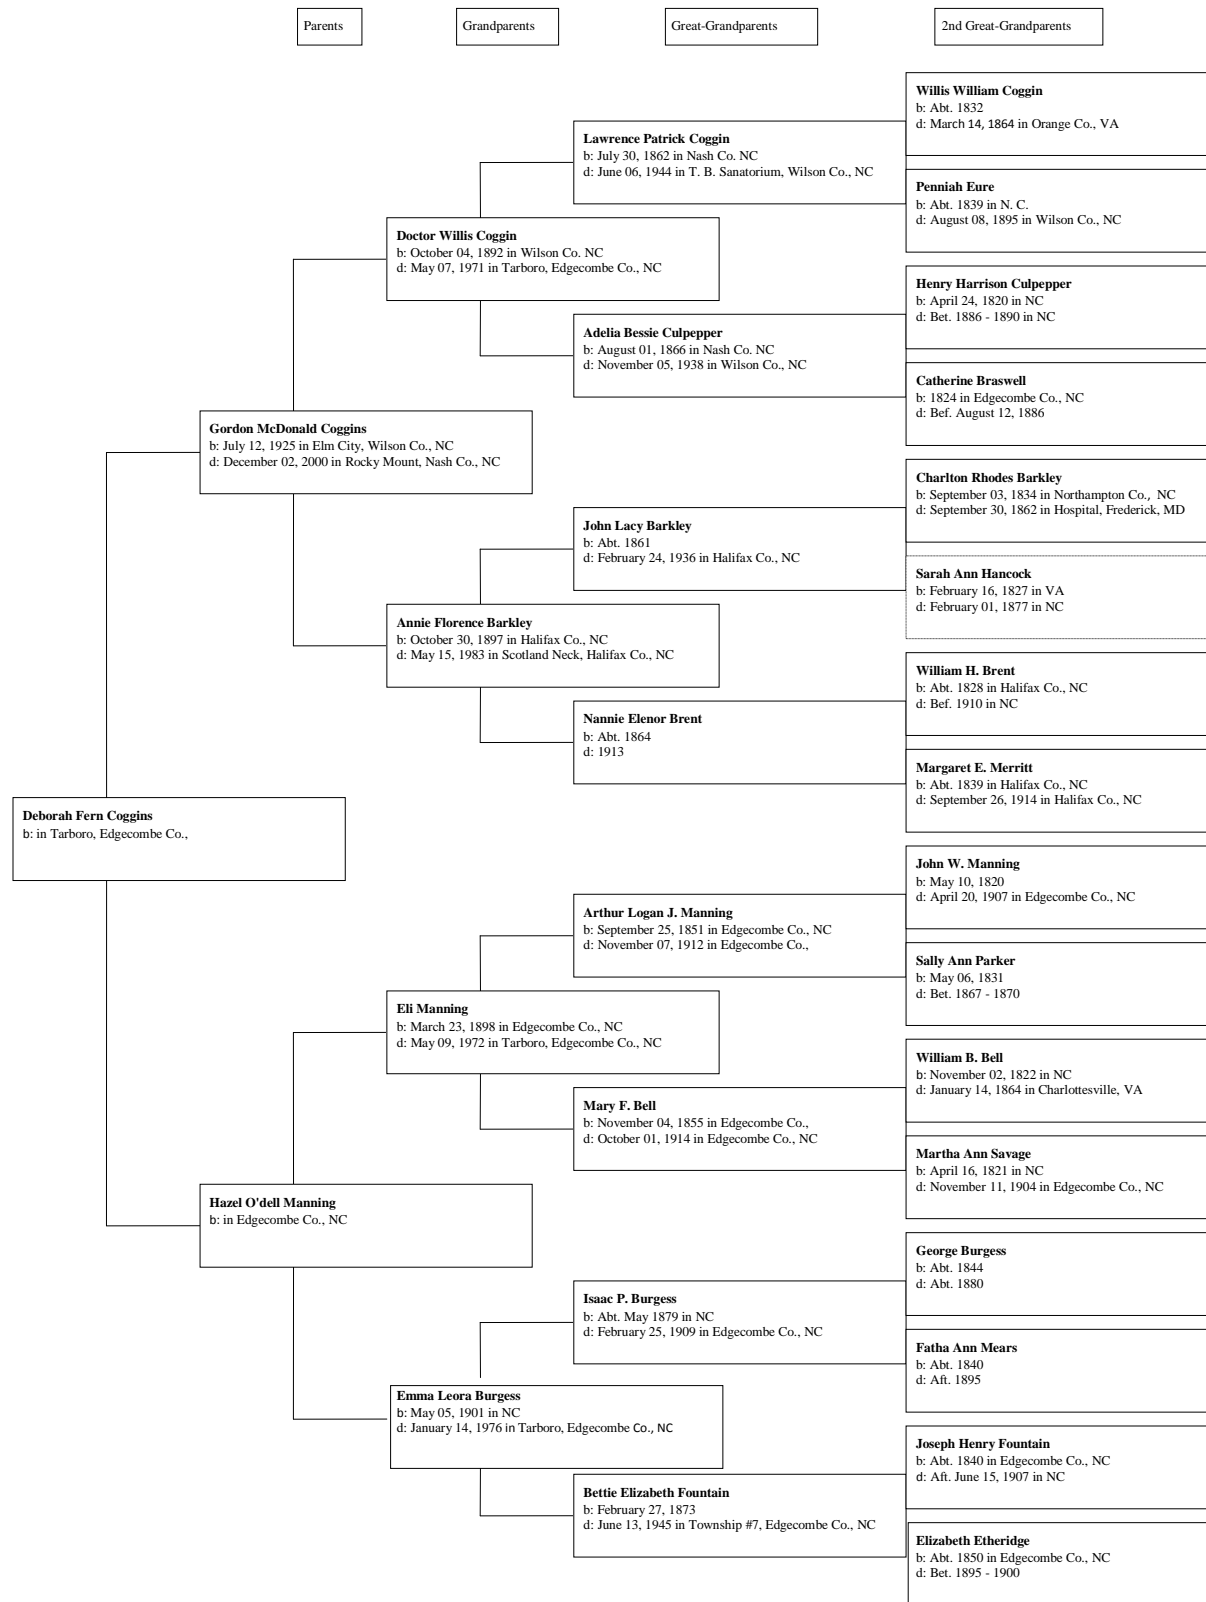 Parents
Grandparents
Great-Grandparents
2nd Great-Grandparents
Willis William Coggin
b: Abt. 1832
d: March 14, 1864 in Orange Co., VA
Lawrence Patrick Coggin
b: July 30, 1862 in Nash Co. NC
d: June 06, 1944 in T. B. Sanatorium, Wilson Co., NC
Penniah Eure
b: Abt. 1839 in N. C.
d: August 08, 1895 in Wilson Co., NC
Doctor Willis Coggin
b: October 04, 1892 in Wilson Co. NC
d: May 07, 1971 in Tarboro, Edgecombe Co., NC
Henry Harrison Culpepper
b: April 24, 1820 in NC
d: Bet. 1886 - 1890 in NC
Adelia Bessie Culpepper
b: August 01, 1866 in Nash Co. NC
d: November 05, 1938 in Wilson Co., NC
Catherine Braswell
b: 1824 in Edgecombe Co., NC
d: Bef. August 12, 1886
Gordon McDonald Coggins
b: July 12, 1925 in Elm City, Wilson Co., NC
d: December 02, 2000 in Rocky Mount, Nash Co., NC
Charlton Rhodes Barkley
b: September 03, 1834 in Northampton Co., NC
d: September 30, 1862 in Hospital, Frederick, MD
John Lacy Barkley
b: Abt. 1861
d: February 24, 1936 in Halifax Co., NC
Sarah Ann Hancock
b: February 16, 1827 in VA
d: February 01, 1877 in NC
Annie Florence Barkley
b: October 30, 1897 in Halifax Co., NC
d: May 15, 1983 in Scotland Neck, Halifax Co., NC
William H. Brent
b: Abt. 1828 in Halifax Co., NC
d: Bef. 1910 in NC
Nannie Elenor Brent
b: Abt. 1864
d: 1913
Margaret E. Merritt
b: Abt. 1839 in Halifax Co., NC
d: September 26, 1914 in Halifax Co., NC
Deborah Fern Coggins
b: in Tarboro, Edgecombe Co.,
John W. Manning
b: May 10, 1820
d: April 20, 1907 in Edgecombe Co., NC
Arthur Logan J. Manning
b: September 25, 1851 in Edgecombe Co., NC
d: November 07, 1912 in Edgecombe Co.,
Sally Ann Parker
b: May 06, 1831
d: Bet. 1867 - 1870
Eli Manning
b: March 23, 1898 in Edgecombe Co., NC
d: May 09, 1972 in Tarboro, Edgecombe Co., NC
William B. Bell
b: November 02, 1822 in NC
d: January 14, 1864 in Charlottesville, VA
Mary F. Bell
b: November 04, 1855 in Edgecombe Co.,
d: October 01, 1914 in Edgecombe Co., NC
Martha Ann Savage
b: April 16, 1821 in NC
d: November 11, 1904 in Edgecombe Co., NC
Hazel O'dell Manning
b: in Edgecombe Co., NC
George Burgess
b: Abt. 1844
d: Abt. 1880
Isaac P. Burgess
b: Abt. May 1879 in NC
d: February 25, 1909 in Edgecombe Co., NC
Fatha Ann Mears
b: Abt. 1840
d: Aft. 1895
Emma Leora Burgess
b: May 05, 1901 in NC
d: January 14, 1976 in Tarboro, Edgecombe Co., NC
Joseph Henry Fountain
b: Abt. 1840 in Edgecombe Co., NC
d: Aft. June 15, 1907 in NC
Bettie Elizabeth Fountain
b: February 27, 1873
d: June 13, 1945 in Township #7, Edgecombe Co., NC
Elizabeth Etheridge
b: Abt. 1850 in Edgecombe Co., NC
d: Bet. 1895 - 1900